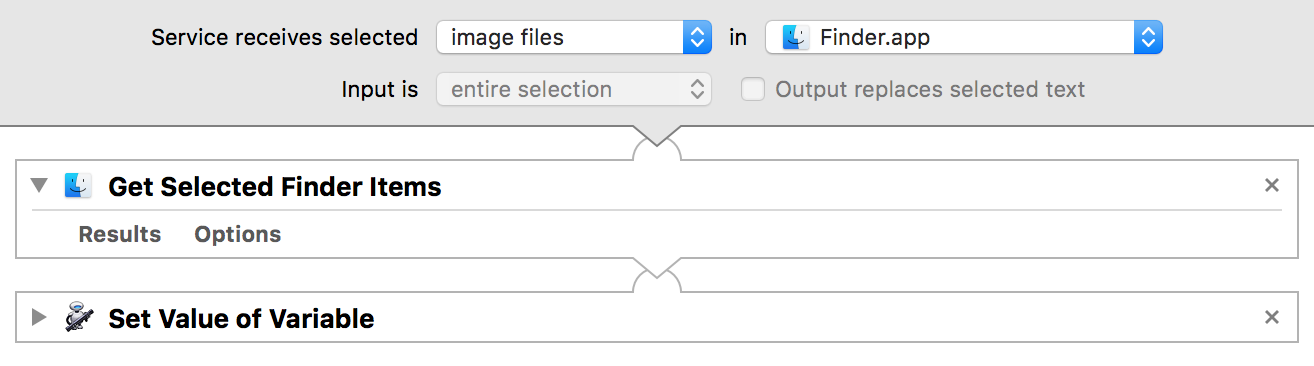 Service receives selected image files in Finder.app
Input is entire selection Output replaces selected text
Get Selected Finder Items
Results Options
Set Value of Variable